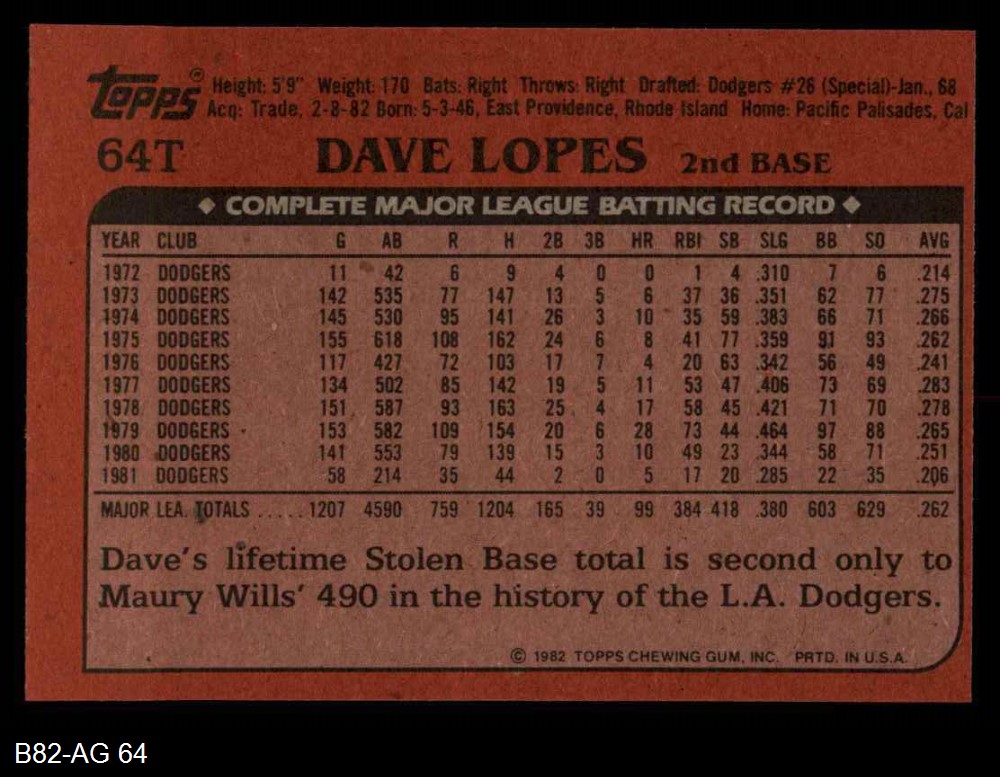 Topps® Height: 5'9" Weight: 170 Bats: Right Throws: Right Drafted: Dodgers #26 (Special)-Jan., 68
Acq: Trade, 2-8-82 Born: 5-3-46, East Providence, Rhode Island Home: Pacific Palisades, Cal
64T DAVE LOPES 2nd BASE
◆ COMPLETE MAJOR LEAGUE BATTING RECORD ◆
YEAR CLUB G AB R H 2B 3B HR RBI SB SLG BB SO AVG
1972 DODGERS 11 42 6 9 4 0 0 1 4 .310 7 6 .214
1973 DODGERS 142 535 77 147 13 5 6 37 36 .351 62 77 .275
1974 DODGERS 145 530 95 141 26 3 10 35 59 .383 66 71 .266
1975 DODGERS 155 618 108 162 24 6 8 41 77 .359 91 93 .262
1976 DODGERS 117 427 72 103 17 7 4 20 63 .342 56 49 .241
1977 DODGERS 134 502 85 142 19 5 11 53 47 .406 73 69 .283
1978 DODGERS 151 587 93 163 25 4 17 58 45 .421 71 70 .278
1979 DODGERS 153 582 109 154 20 6 28 73 44 .464 97 88 .265
1980 DODGERS 141 553 79 139 15 3 10 49 23 .344 58 71 .251
1981 DODGERS 58 214 35 44 2 0 5 17 20 .285 22 35 .206
MAJOR LEA. TOTALS ..... 1207 4590 759 1204 165 39 99 384 418 .380 603 629 .262
Dave's lifetime Stolen Base total is second only to
Maury Wills' 490 in the history of the L.A. Dodgers.
© 1982 TOPPS CHEWING GUM, INC. PRTD. IN U.S.A.
B82-AG 64